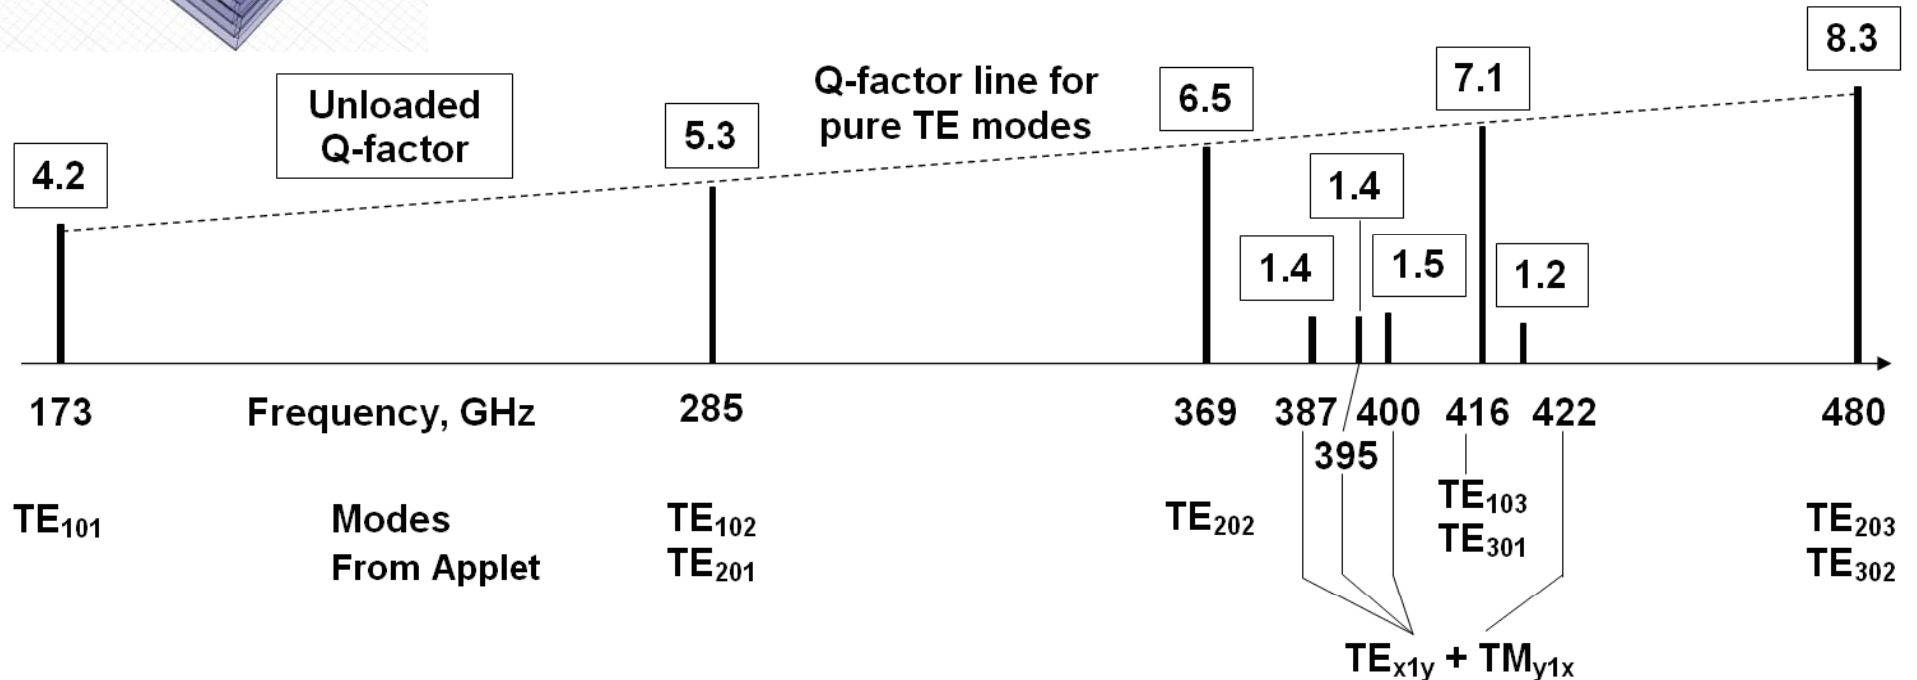 8.3
Q-factor line for
pure TE modes
7.1
6.5
Unloaded
Q-factor
5.3
4.2
1.4
1.4
1.5
1.2
173
Frequency, GHz
285
369
387
400
416
422
480
395
TE₁₀₁
Modes
From Applet
TE₁₀₂
TE₂₀₁
TE₂₀₂
TE₁₀₃
TE₃₀₁
TE₂₀₃
TE₃₀₂
TEₓ₁ᵧ + TMᵧ₁ₓ